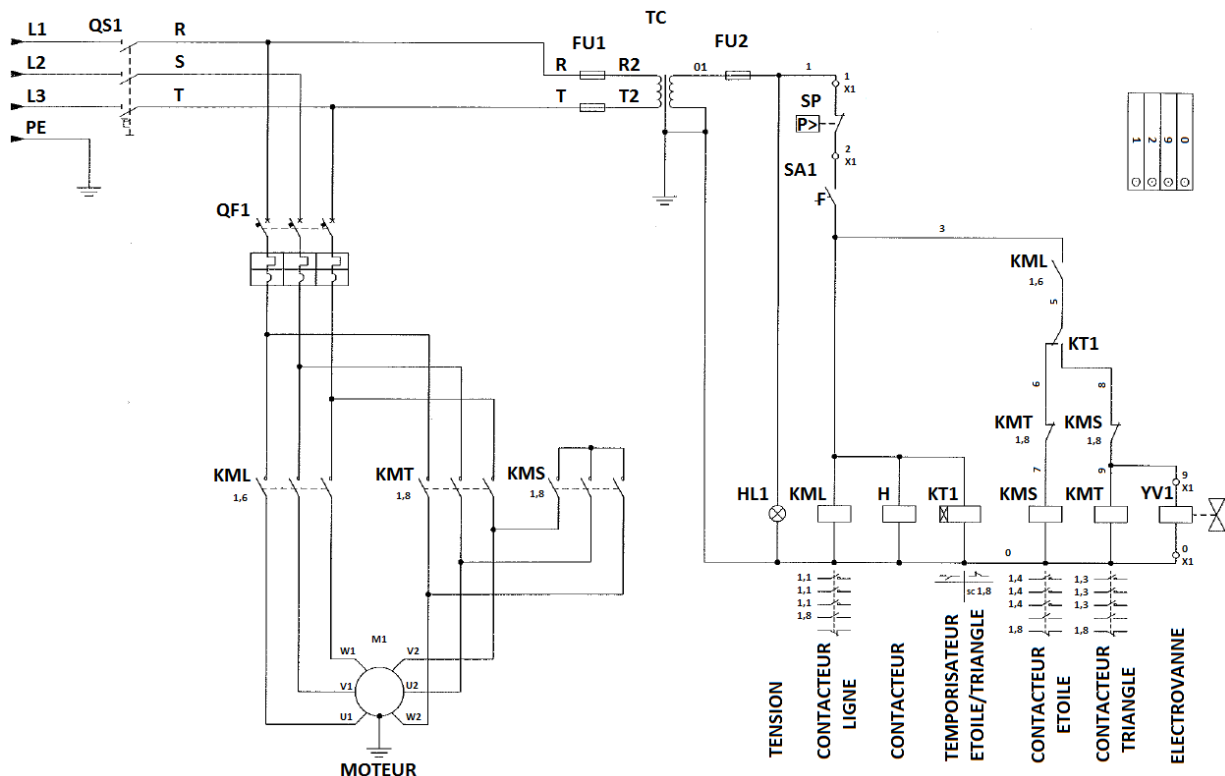 L1 QS1 R
TC
FU1 FU2
L2 S R R2 01 1 1
X1
L3 T T T2
SP
P>
PE
2
X1
SA1
F
1 2 9 0
QF1
3
KML
1,6
5
KT1
6 8
KMT KMS
1,8 1,8
KML KMT KMS
1,6 1,8 1,8
7 9 9
X1
HL1 KML H KT1 KMS KMT YV1
0 0
X1
1,1 sc 1,8 1,4 1,3
1,1 1,4 1,3
1,1 1,4 1,3
1,8
1,8 1,8
M1
W1 V2
V1 U2
U1 W2
MOTEUR
TENSION
CONTACTEUR
LIGNE
CONTACTEUR
TEMPORISATEUR
ETOILE/TRIANGLE
CONTACTEUR
ETOILE
CONTACTEUR
TRIANGLE
ELECTROVANNE